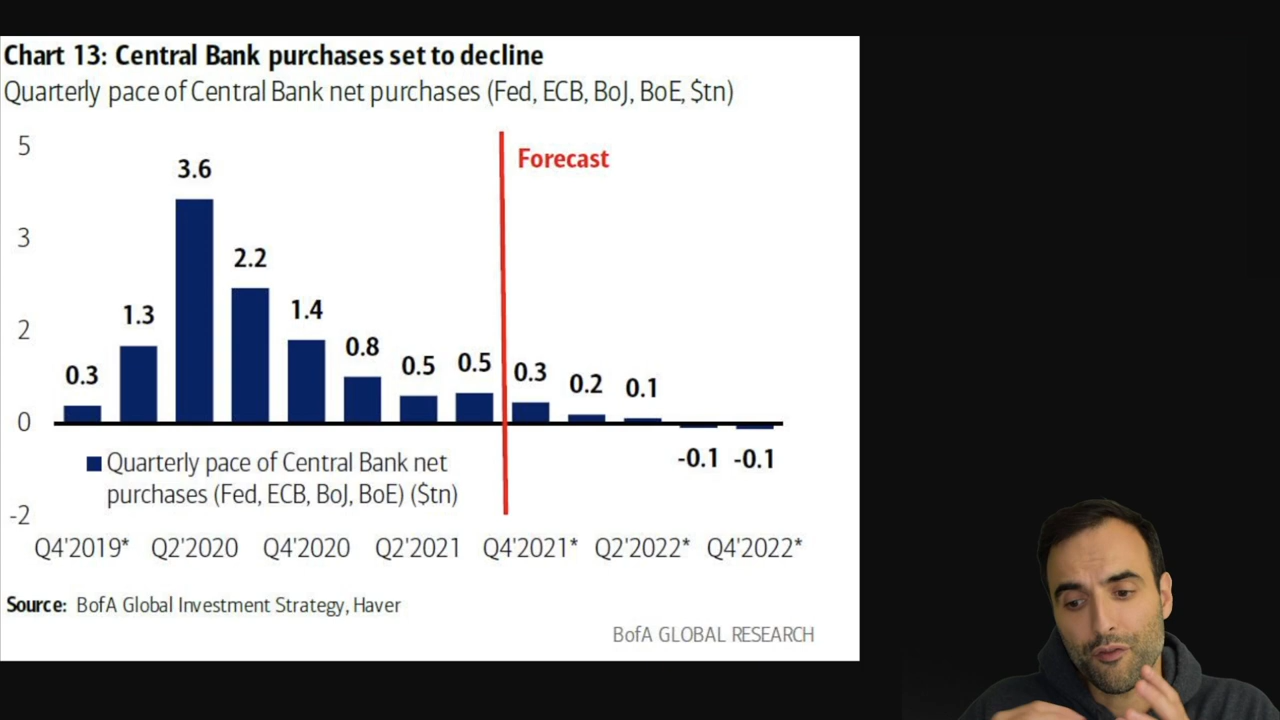 Chart 13: Central Bank purchases set to decline
Quarterly pace of Central Bank net purchases (Fed, ECB, BoJ, BoE, $tn)
5
3
2
0
-2
Forecast
0.3
1.3
3.6
2.2
1.4
0.8
0.5
0.5
0.3
0.2
0.1
-0.1
-0.1
Quarterly pace of Central Bank net
purchases (Fed, ECB, BoJ, BoE) ($tn)
Q4'2019* Q2'2020 Q4'2020 Q2'2021 Q4'2021* Q2'2022* Q4'2022*
Source: BofA Global Investment Strategy, Haver
BofA GLOBAL RESEARCH